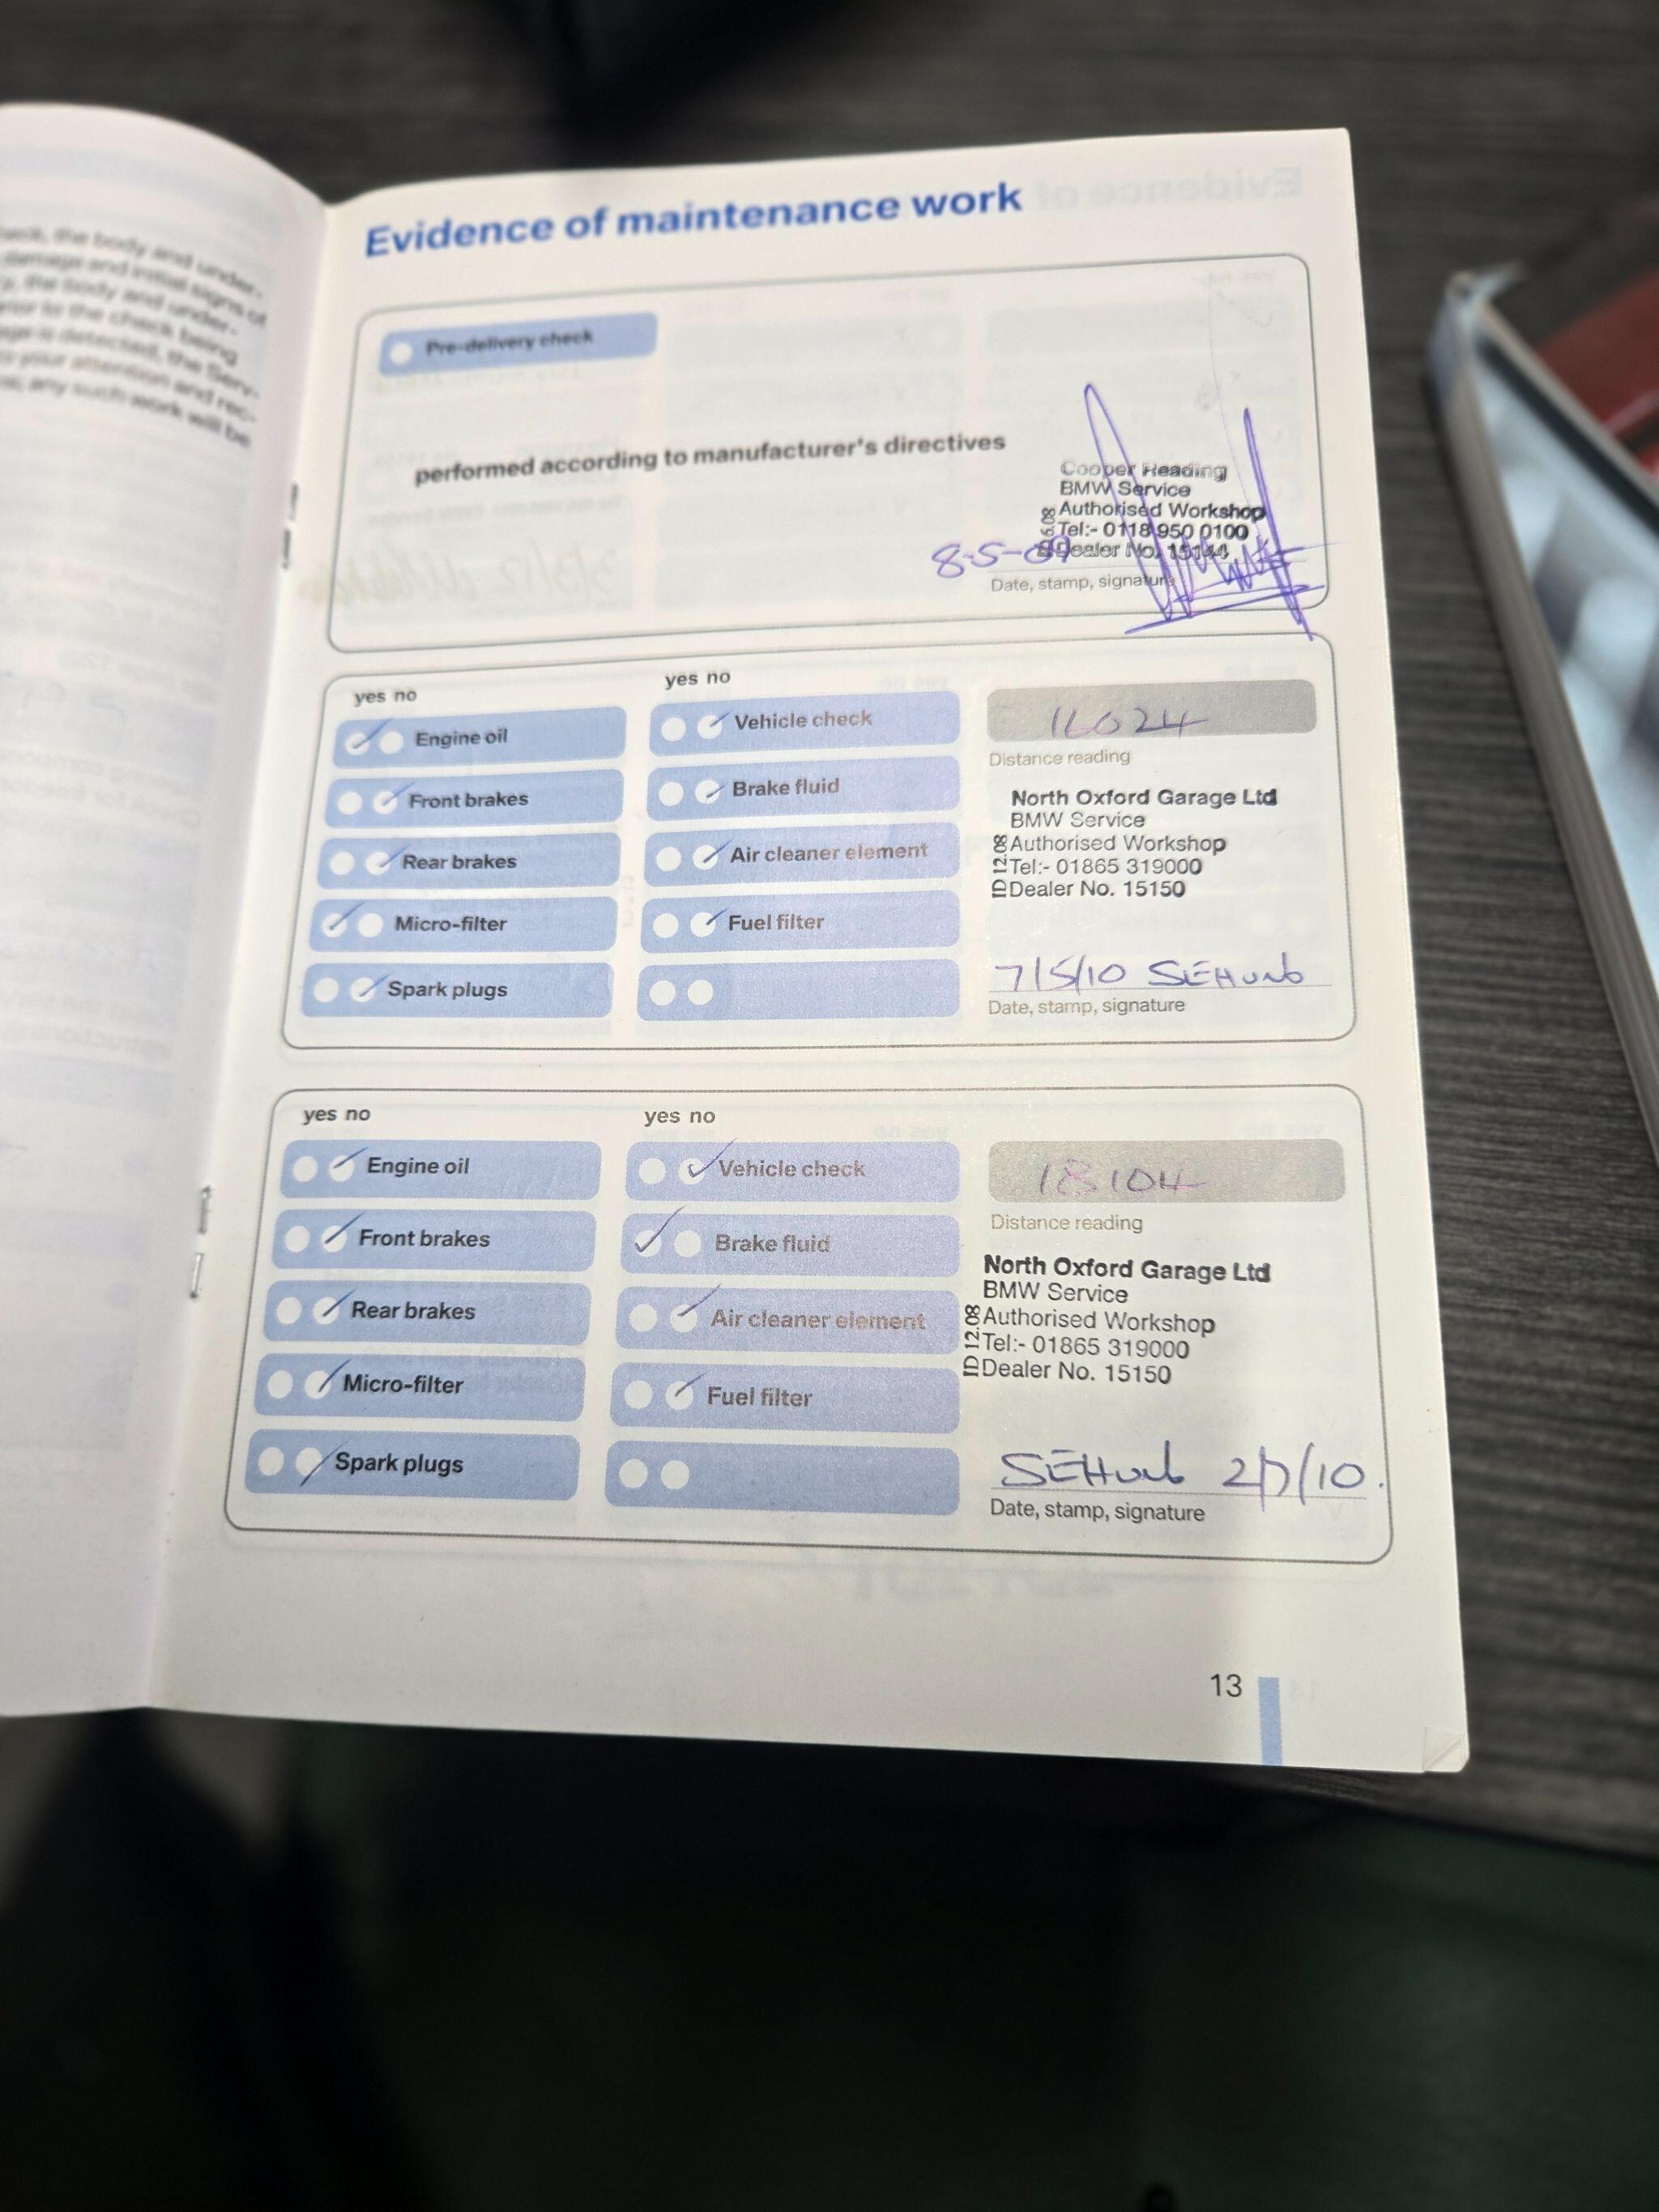 Evidence of maintenance work
Pre-delivery check
performed according to manufacturer's directives
Cooper Reading
BMW Service
Authorised Workshop
Tel:- 0118 950 0100
Dealer No. 15144
8-5-09
Date, stamp, signature
yes no
yes no
Engine oil
Vehicle check
16024
Front brakes
Brake fluid
Distance reading
Rear brakes
Air cleaner element
North Oxford Garage Ltd
BMW Service
Authorised Workshop
Tel:- 01865 319000
ID 12.08
Dealer No. 15150
Micro-filter
Fuel filter
Spark plugs
7/5/10
Date, stamp, signature
yes no
yes no
Engine oil
Vehicle check
18104
Front brakes
Brake fluid
Distance reading
Rear brakes
Air cleaner element
North Oxford Garage Ltd
BMW Service
Authorised Workshop
Tel:- 01865 319000
ID 12.08
Dealer No. 15150
Micro-filter
Fuel filter
Spark plugs
2/7/10.
Date, stamp, signature
13